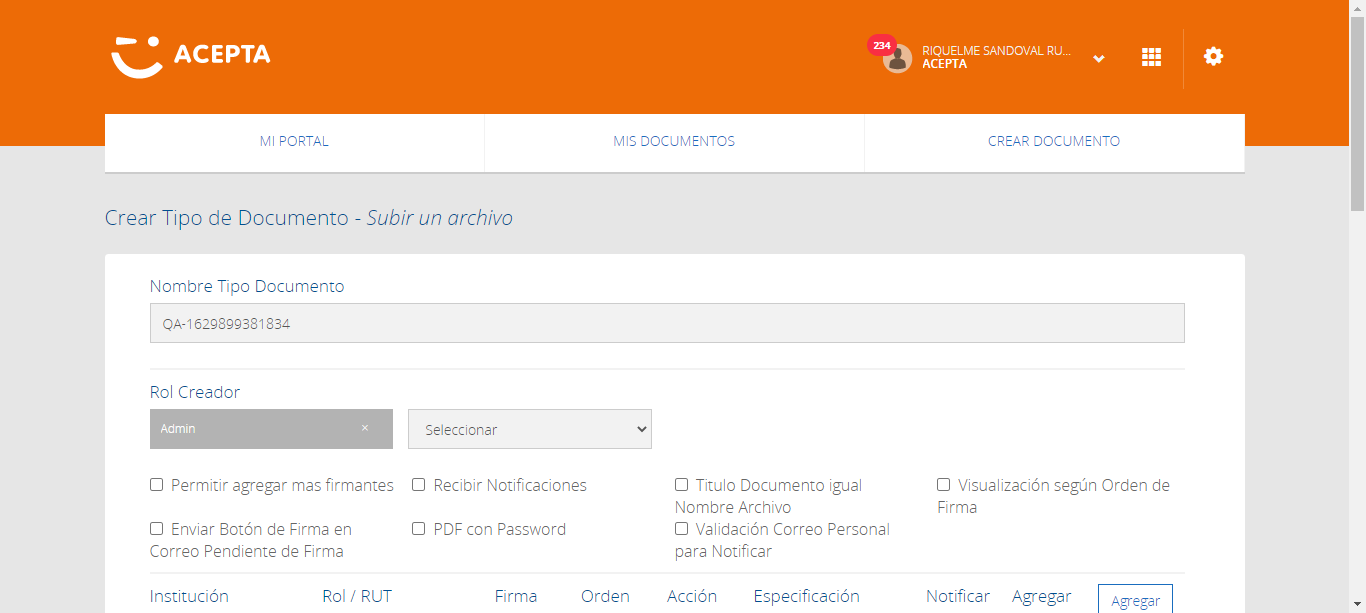 ACEPTA
234
RIQUELME SANDOVAL RU...
ACEPTA
MI PORTAL
MIS DOCUMENTOS
CREAR DOCUMENTO
Crear Tipo de Documento - Subir un archivo
Nombre Tipo Documento
QA-1629899381834
Rol Creador
Admin ×
Seleccionar
Permitir agregar mas firmantes
Recibir Notificaciones
Titulo Documento igual
Nombre Archivo
Visualización según Orden de
Firma
Enviar Botón de Firma en
Correo Pendiente de Firma
PDF con Password
Validación Correo Personal
para Notificar
Institución Rol / RUT Firma Orden Acción Especificación Notificar Agregar Agregar